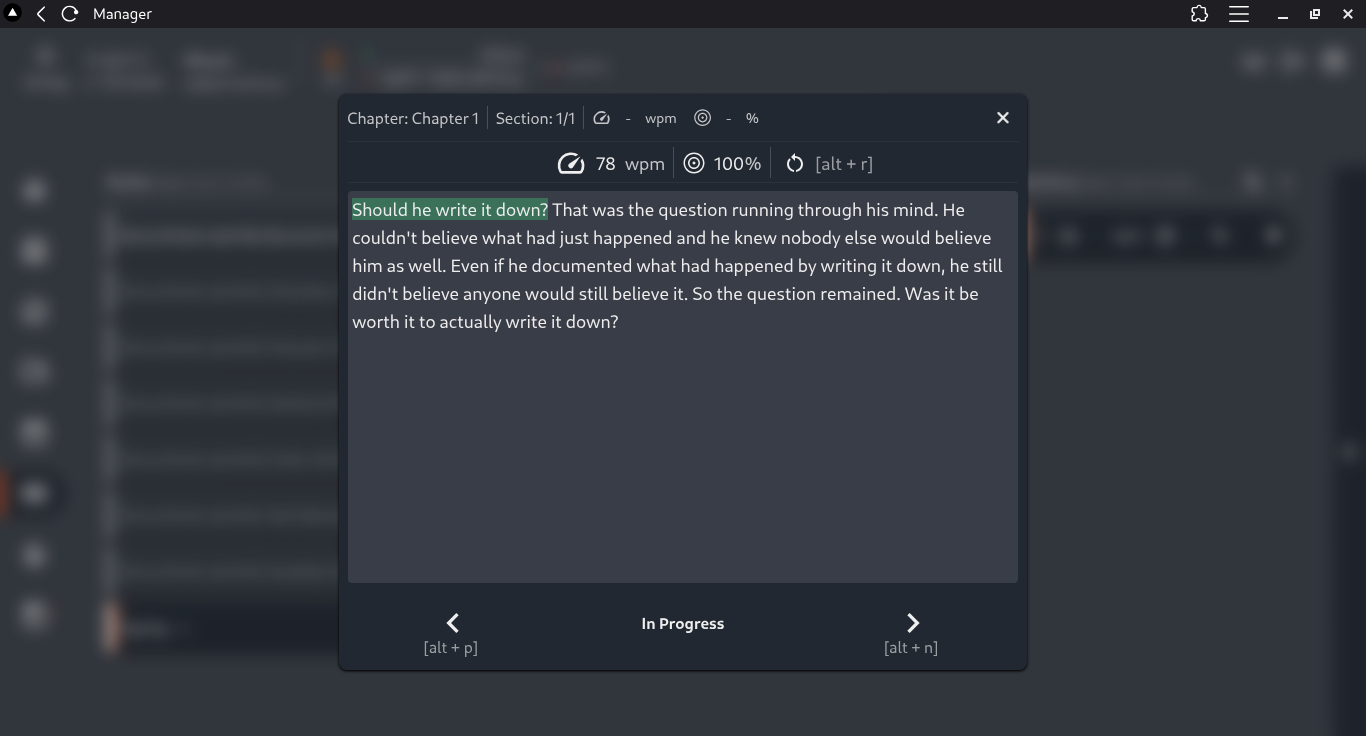 Manager
Chapter: Chapter 1 Section: 1/1 - wpm - %
78 wpm 100% [alt + r]
Should he write it down? That was the question running through his mind. He
couldn't believe what had just happened and he knew nobody else would believe
him as well. Even if he documented what had happened by writing it down, he still
didn't believe anyone would still believe it. So the question remained. Was it be
worth it to actually write it down?
In Progress
[alt + p] [alt + n]